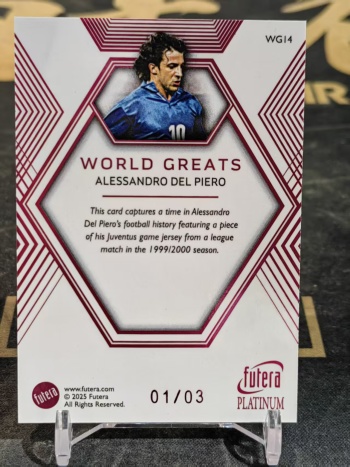 WG14
10
WORLD GREATS
ALESSANDRO DEL PIERO
This card captures a time in Alessandro
Del Piero's football history featuring a piece
of his Juventus game jersey from a league
match in the 1999/2000 season.
futera
www.futera.com
© 2025 Futera
All Rights Reserved.
01/03
futera
PLATINUM